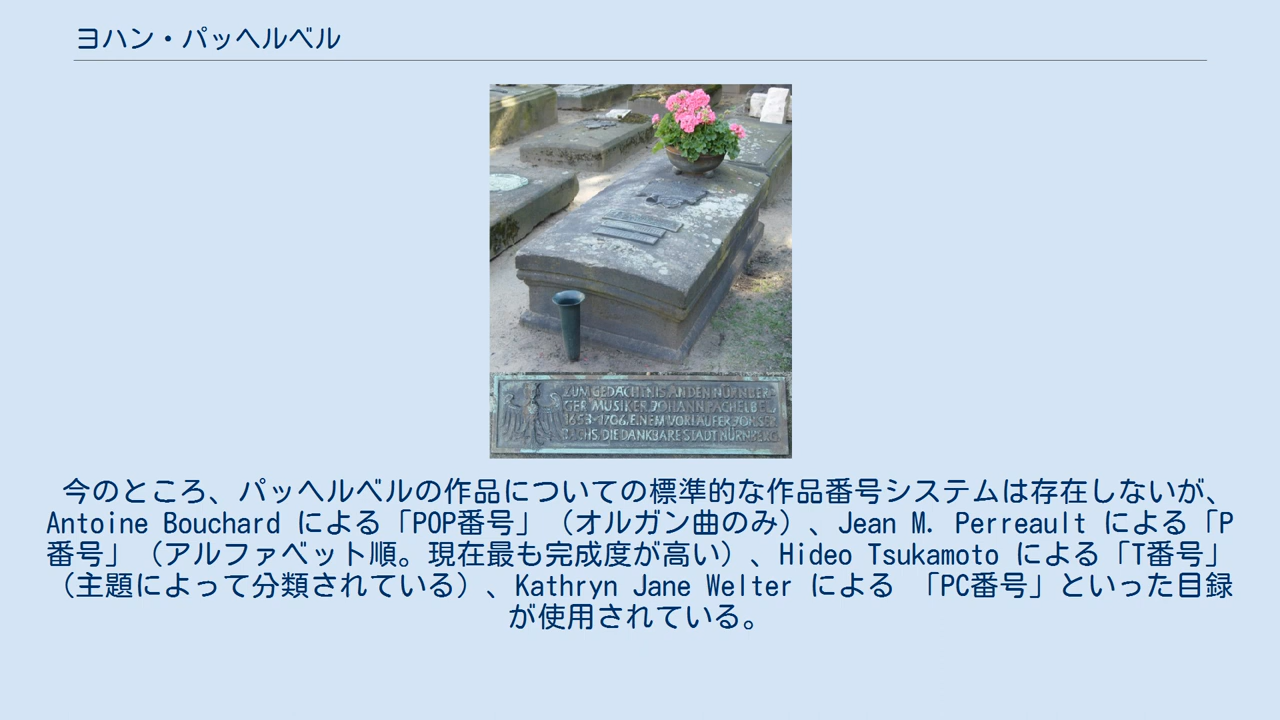 ヨハン・パッヘルベル
ZUM GEDÄCHTNIS AN DEN NÜRNBER
GER MUSIKER JOHANN PACHELBEL
1653-1706, EINEM VORLÄUFER JOH. SEB.
BACHS. DIE DANKBARE STADT NÜRNBERG
今のところ、パッヘルベルの作品についての標準的な作品番号システムは存在しないが、
Antoine Bouchard による「POP番号」（オルガン曲のみ）、Jean M. Perreault による「P
番号」（アルファベット順。現在最も完成度が高い）、Hideo Tsukamoto による「T番号」
（主題によって分類されている）、Kathryn Jane Welter による 「PC番号」といった目録
が使用されている。